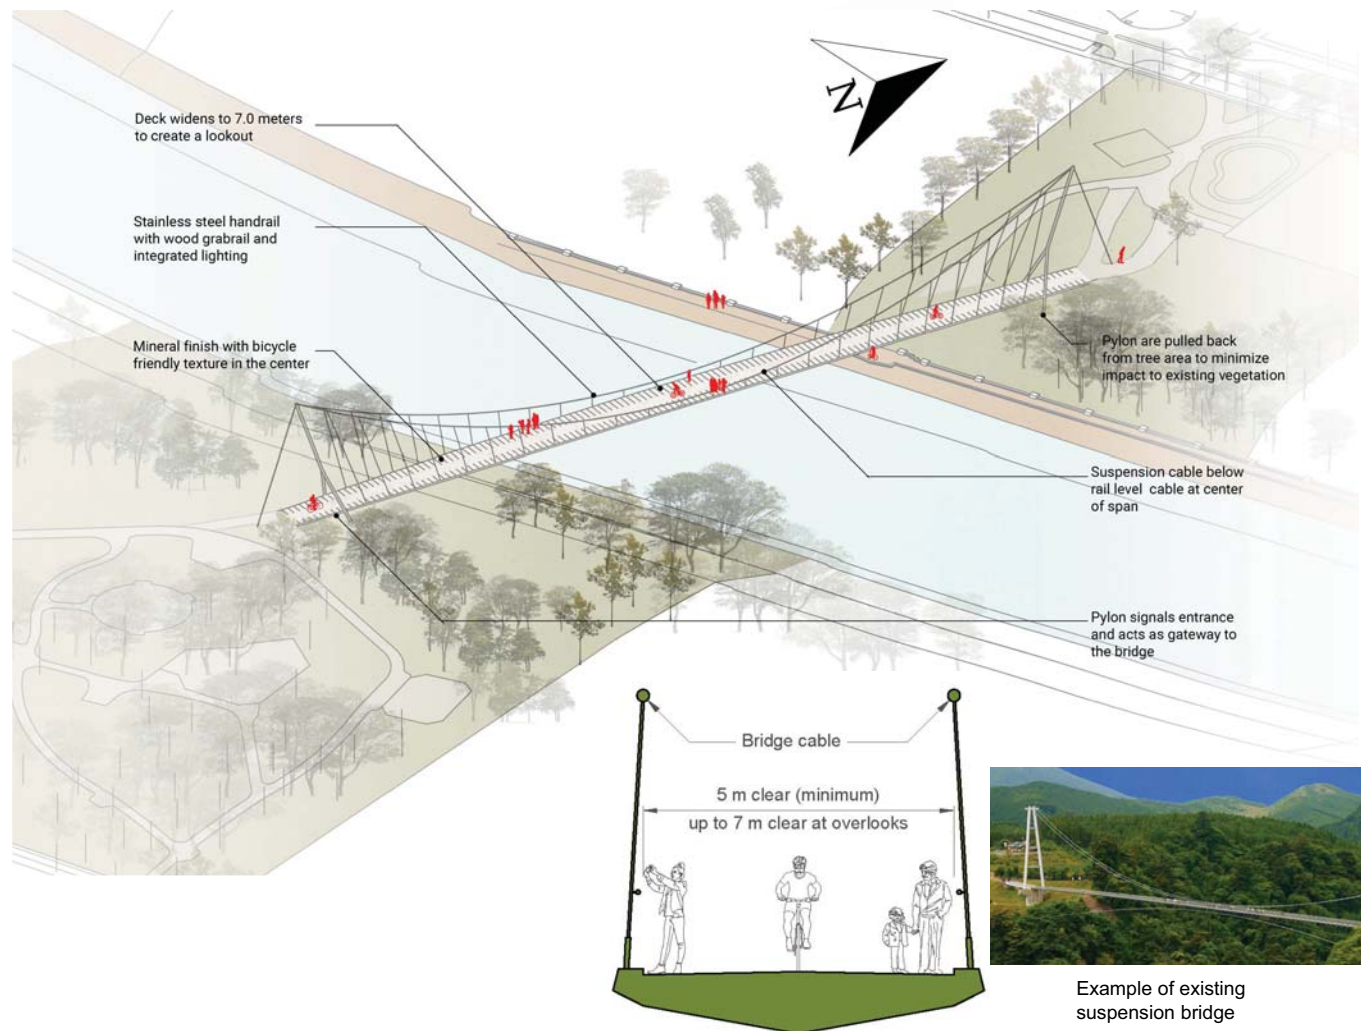 N
Deck widens to 7.0 meters
to create a lookout
Stainless steel handrail
with wood grabrail and
integrated lighting
Mineral finish with bicycle
friendly texture in the center
Pylon are pulled back
from tree area to minimize
impact to existing vegetation
Suspension cable below
rail level cable at center
of span
Pylon signals entrance
and acts as gateway to
the bridge
Bridge cable
5 m clear (minimum)
up to 7 m clear at overlooks
Example of existing
suspension bridge